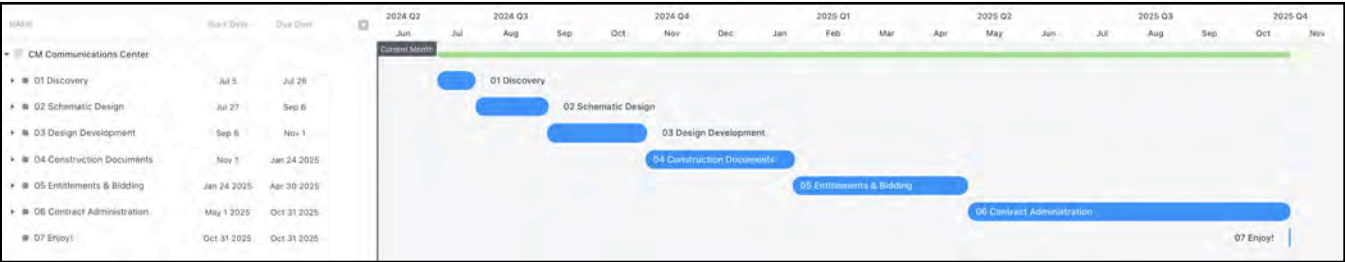 NAME Start Date Due Date 2024 Q2 2024 Q3 2024 Q4 2025 Q1 2025 Q2 2025 Q3 2025 Q4
Jun Jul Aug Sep Oct Nov Dec Jan Feb Mar Apr May Jun Jul Aug Sep Oct Nov
CM Communications Center Current Month
01 Discovery Jul 5 Jul 26 01 Discovery
02 Schematic Design Jul 27 Sep 6 02 Schematic Design
03 Design Development Sep 6 Nov 1 03 Design Development
04 Construction Documents Nov 1 Jan 24 2025 04 Construction Documents
05 Entitlements & Bidding Jan 24 2025 Apr 30 2025 05 Entitlements & Bidding
06 Contract Administration May 1 2025 Oct 31 2025 06 Contract Administration
07 Enjoy! Oct 31 2025 Oct 31 2025 07 Enjoy!